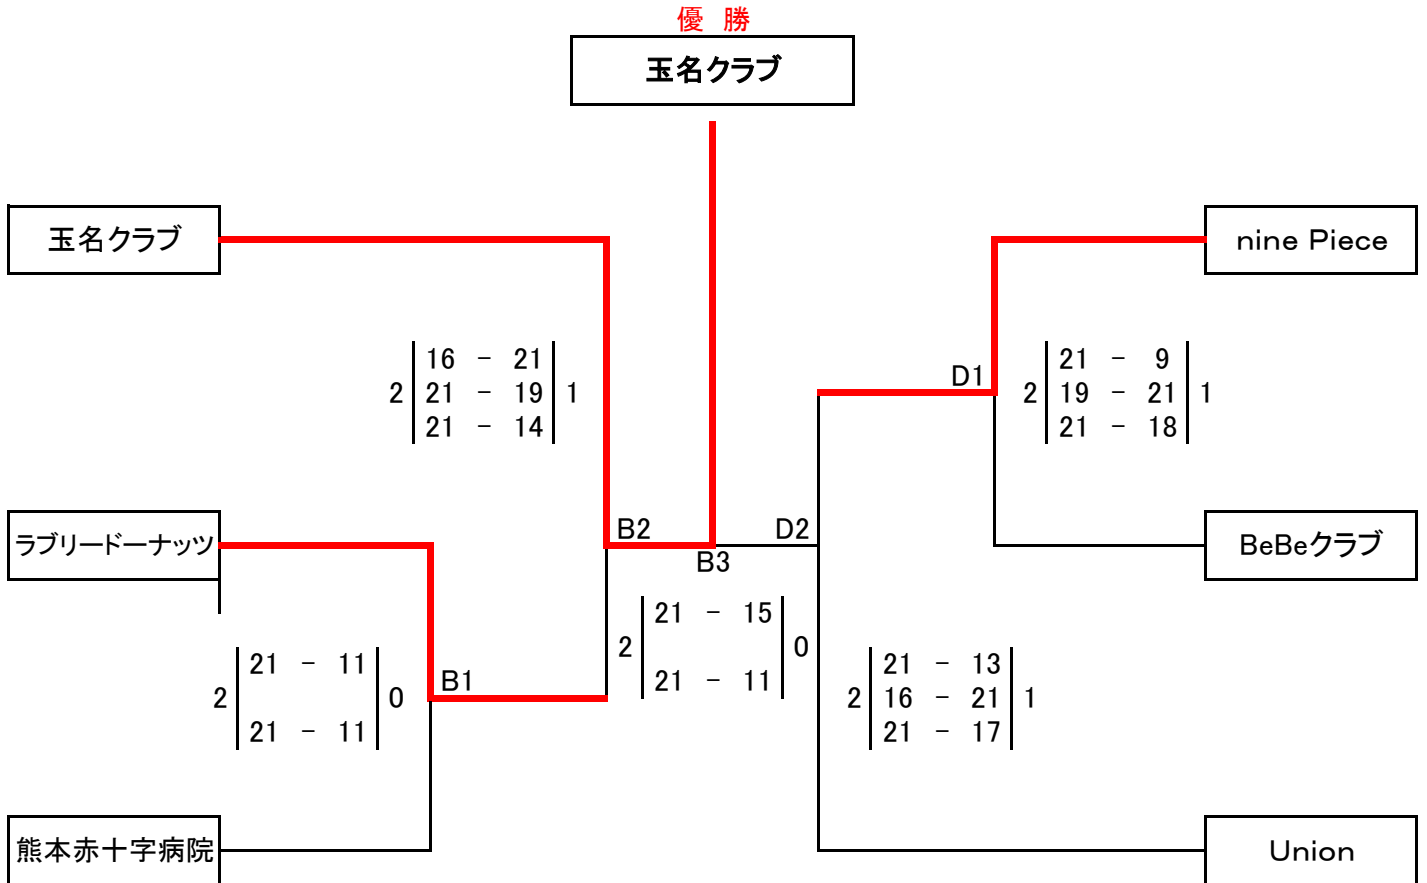 優 勝
玉名クラブ
玉名クラブ
nine Piece
16 - 21
2 21 - 19 1
21 - 14
D1
21 - 9
2 19 - 21 1
21 - 18
ラブリードーナッツ
B2
D2
B3
BeBeクラブ
21 - 15
2 0
21 - 11
21 - 11
2 0
21 - 11
B1
21 - 13
2 16 - 21 1
21 - 17
熊本赤十字病院
Union